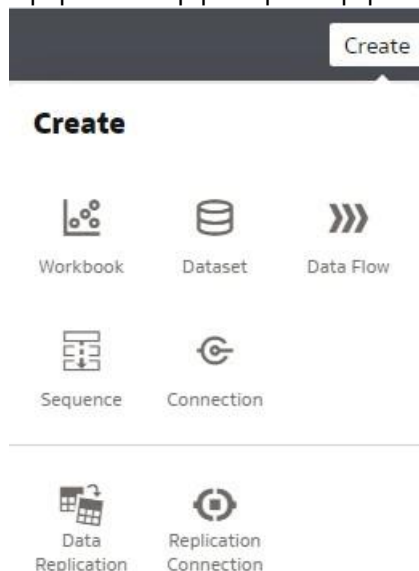 Create
Create
Workbook Dataset Data Flow
Sequence Connection
Data Replication
Replication Connection